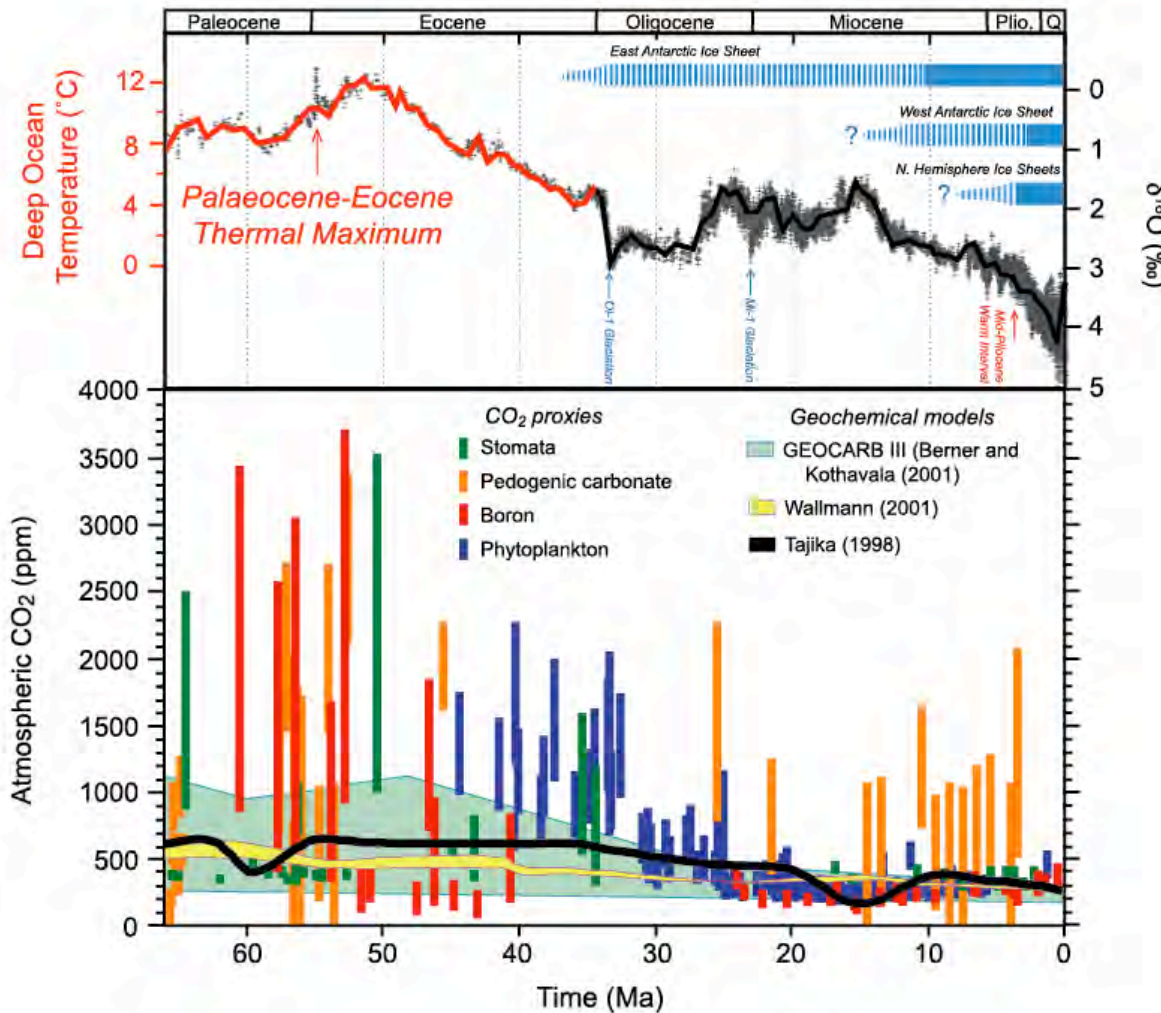 Paleocene Eocene Oligocene Miocene Plio. Q
East Antarctic Ice Sheet
West Antarctic Ice Sheet
?
N. Hemisphere Ice Sheets
?
Deep Ocean
Temperature (˚C)
12
8
4
0
Palaeocene-Eocene
Thermal Maximum
Oi-1 Glaciation
Mi-1 Glaciation
Mid-Pliocene
Warm Interval
0
1
2
3
4
5
(‰)
Atmospheric CO₂ (ppm)
4000
3500
3000
2500
2000
1500
1000
500
0
CO₂ proxies
Stomata
Pedogenic carbonate
Boron
Phytoplankton
Geochemical models
GEOCARB III (Berner and
Kothavala (2001)
Wallmann (2001)
Tajika (1998)
60 50 40 30 20 10 0
Time (Ma)